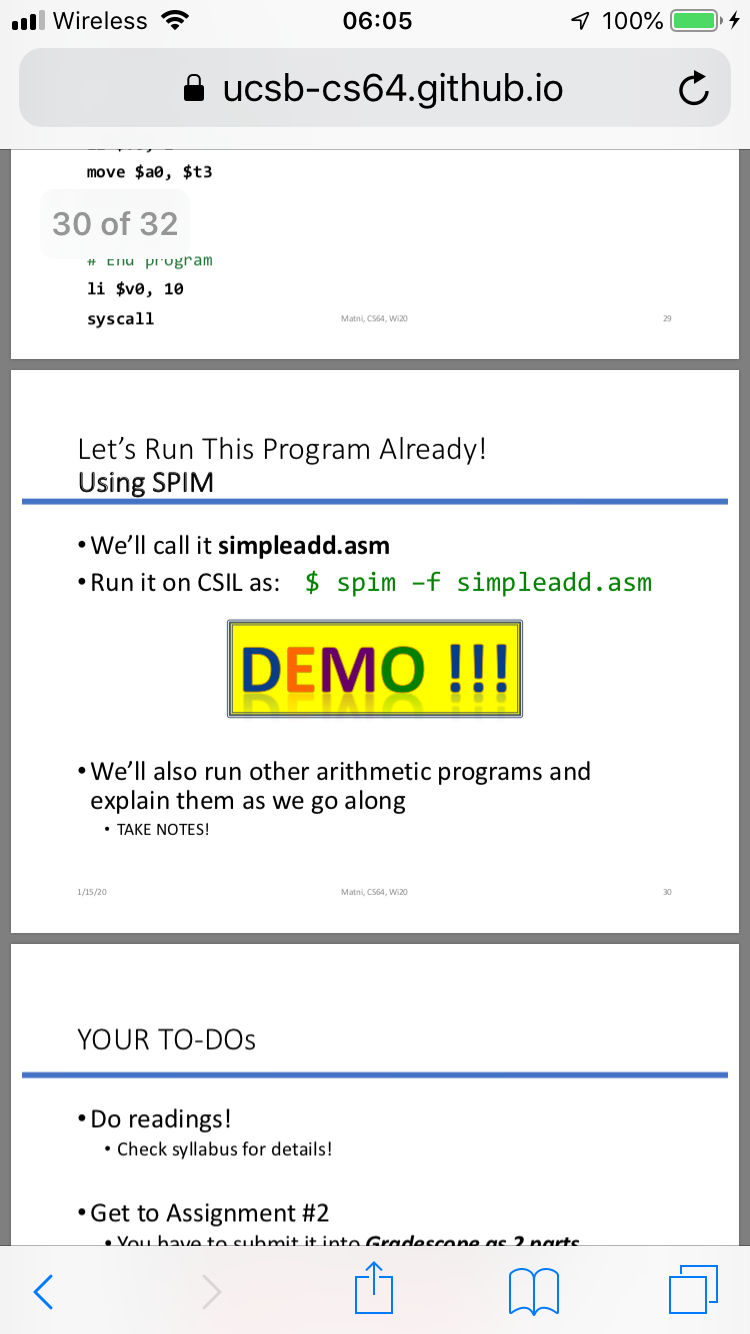 Wireless 06:05 100%
ucsb-cs64.github.io
move $a0, $t3
30 of 32
# End program
li $v0, 10
syscall
Matni, CS64, Wi20 29
Let’s Run This Program Already!
Using SPIM
•We’ll call it simpleadd.asm
•Run it on CSIL as: $ spim –f simpleadd.asm
DEMO !!!
•We’ll also run other arithmetic programs and
explain them as we go along
• TAKE NOTES!
1/15/20 Matni, CS64, Wi20 30
YOUR TO-DOs
•Do readings!
• Check syllabus for details!
•Get to Assignment #2
• You have to submit it into Gradescope as 2 parts